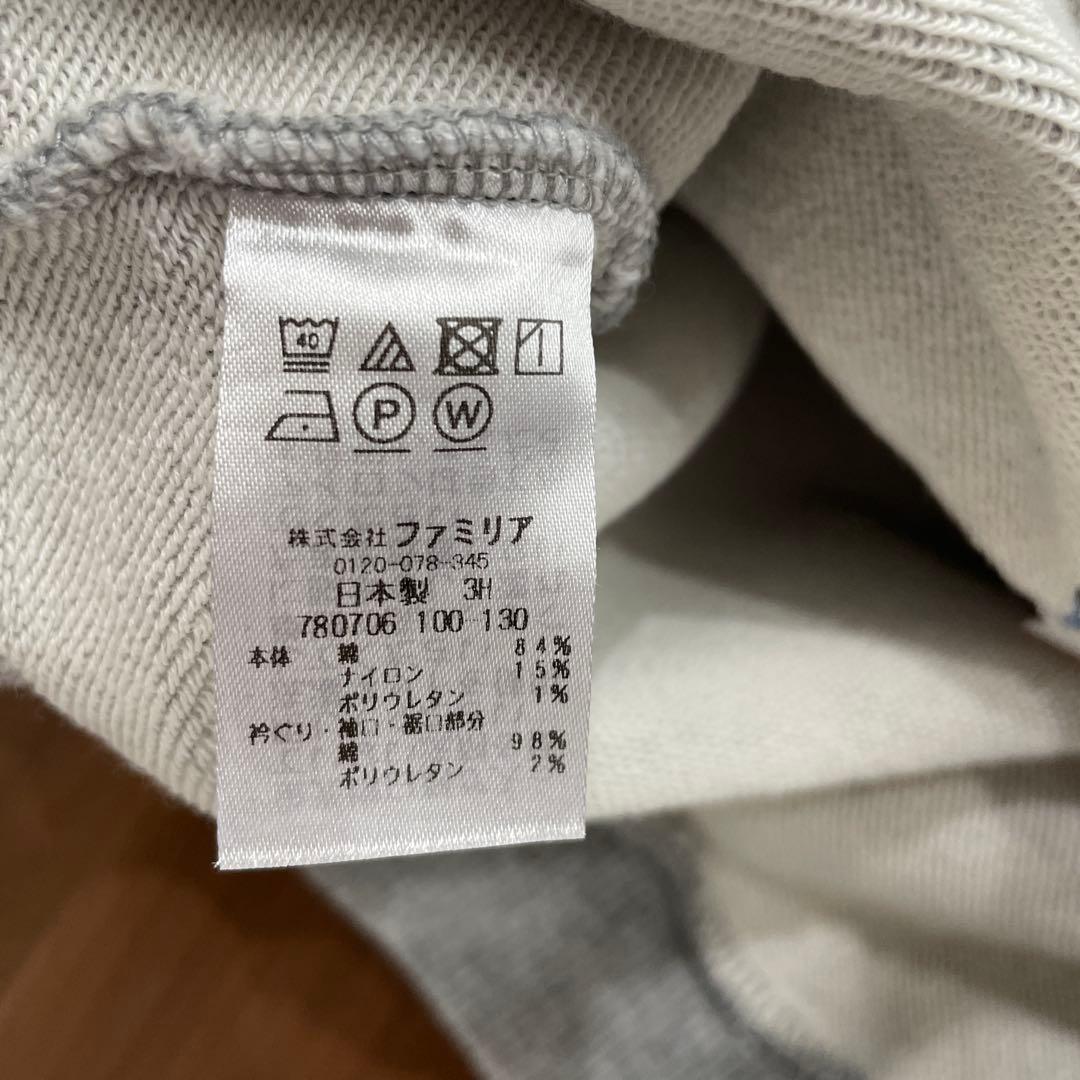 40
P W
株式会社ファミリア
0120-078-345
日本製 3H
780706 100 130
本体 綿 84%
ナイロン 15%
ポリウレタン 1%
衿ぐり・袖口・裾口部分
綿 98%
ポリウレタン 2%